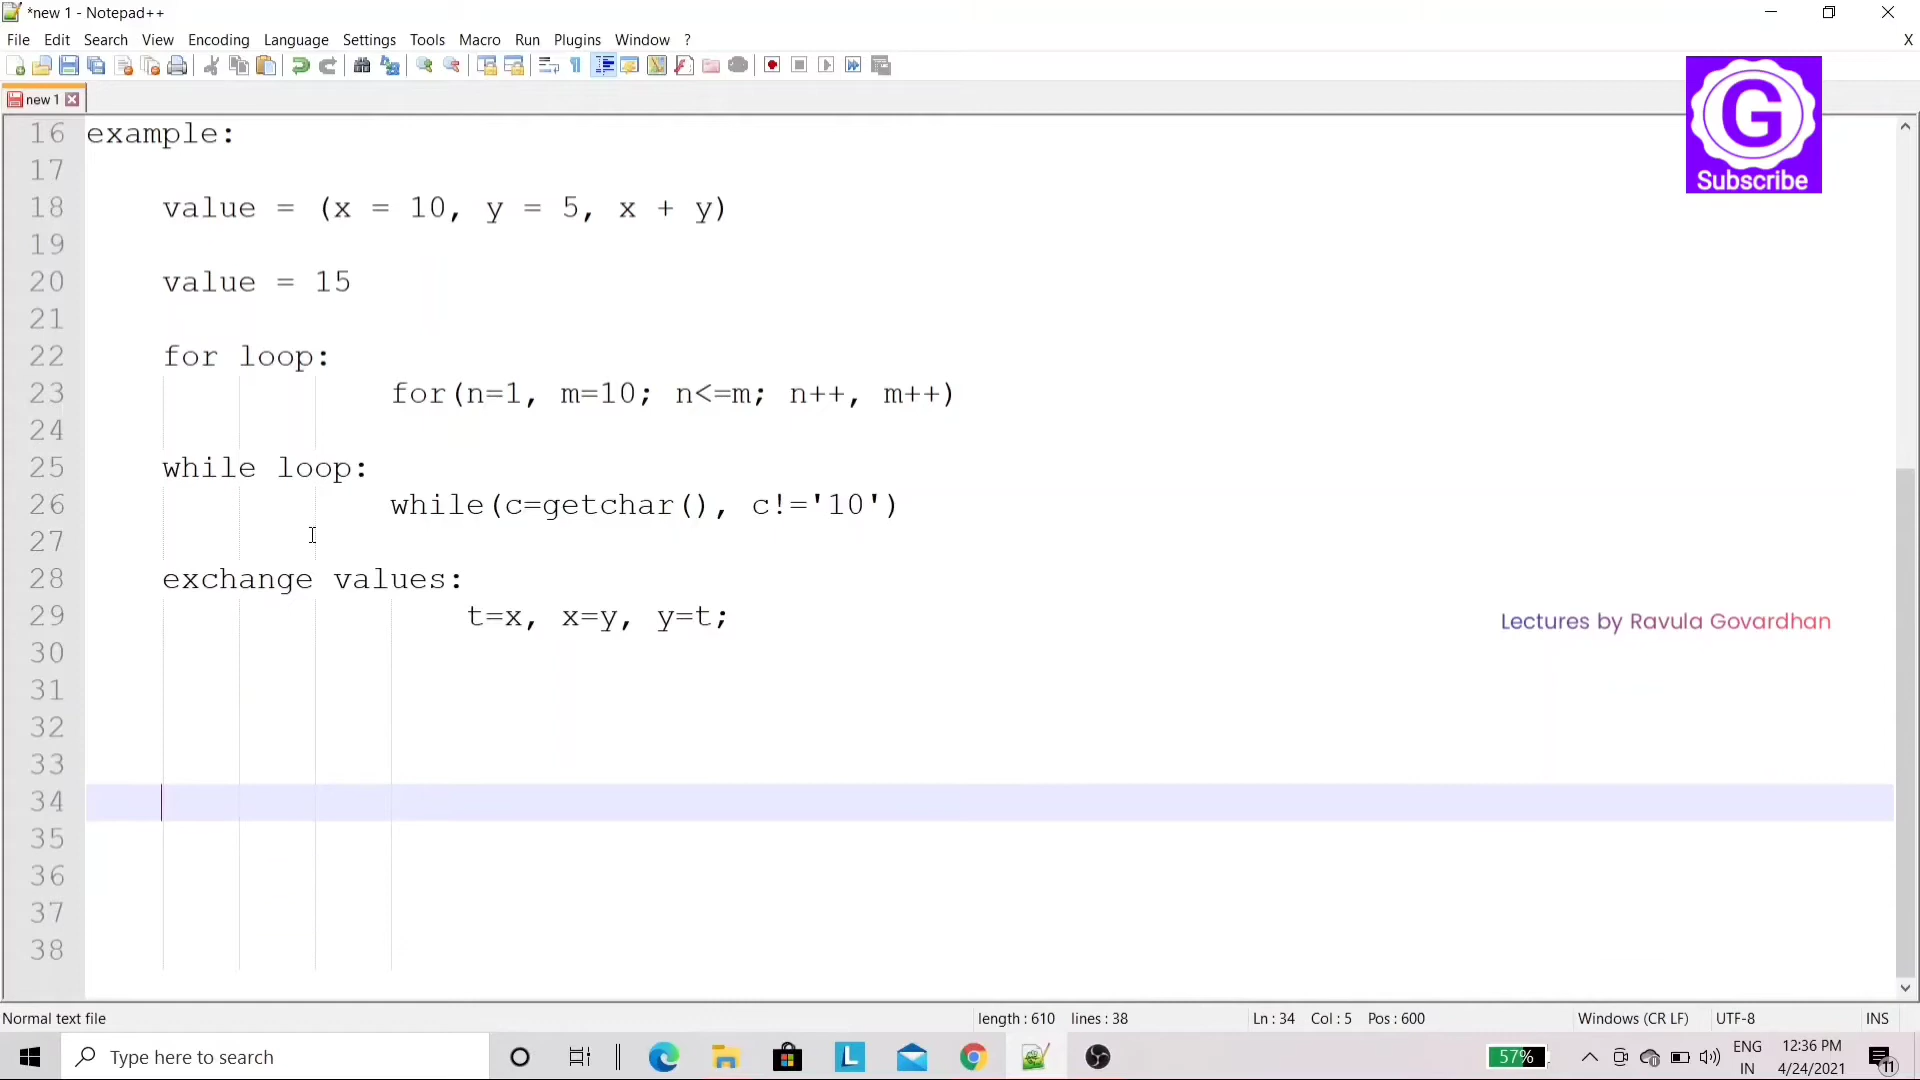 *new 1 - Notepad++
File Edit Search View Encoding Language Settings Tools Macro Run Plugins Window ? X
new 1
16 example:
17
18 value = (x = 10, y = 5, x + y)
19
20 value = 15
21
22 for loop:
23 for(n=1, m=10; n<=m; n++, m++)
24
25 while loop:
26 while(c=getchar(), c!='10')
27
28 exchange values:
29 t=x, x=y, y=t;
30
31
32
33
34
35
36
37
38
G
Subscribe
Lectures by Ravula Govardhan
Normal text file length : 610 lines : 38 Ln : 34 Col : 5 Pos : 600 Windows (CR LF) UTF-8 INS
Type here to search
L
57%
ENG
IN
12:36 PM
4/24/2021
11